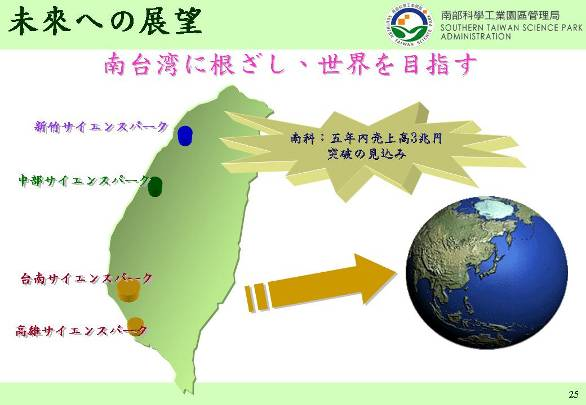 未來への展望
南部科學工業園區管理局
SOUTHERN TAIWAN SCIENCE PARK
ADMINISTRATION
南台湾に根ざし、世界を目指す
新竹サイエンスパーク
南科：五年内売上高3兆円
突破の見込み
中部サイエンスパーク
台南サイエンスパーク
高雄サイエンスパーク
25